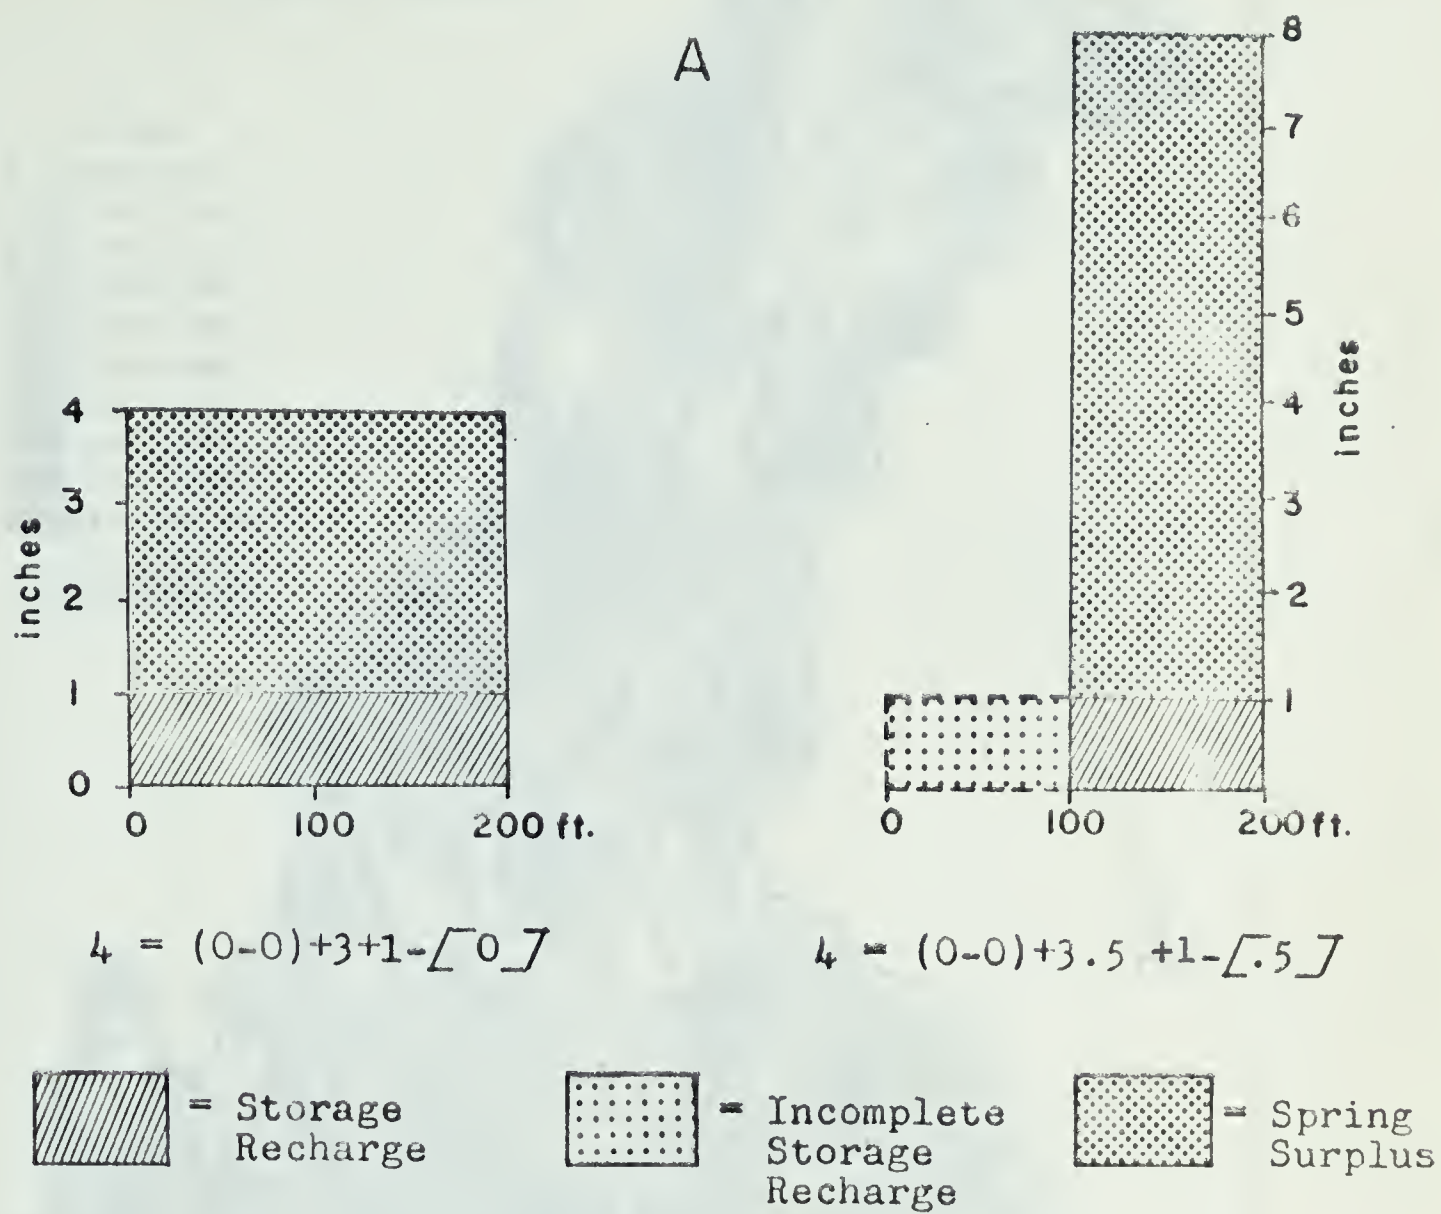 A
inches
4
3
2
1
0
0 100 200 ft.
8
7
6
5
4
3
2
1
inches
0 100 200 ft.
4 = (0-0)+3+1-[0]
4 = (0-0)+3.5 +1-[.5]
= Storage
Recharge
= Incomplete
Storage
Recharge
= Spring
Surplus